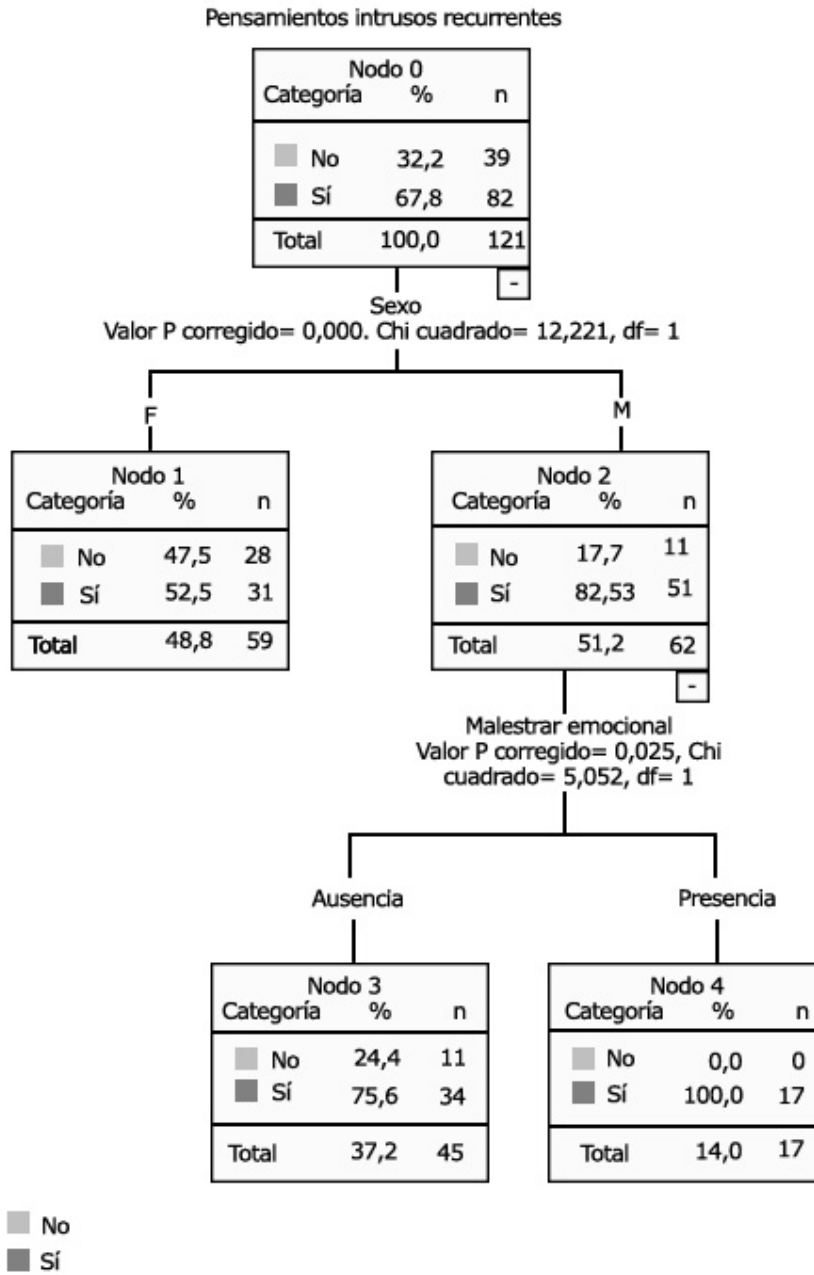 Pensamientos intrusos recurrentes
Nodo 0
Categoría % n
No 32,2 39
Sí 67,8 82
Total 100,0 121
-
Sexo
Valor P corregido= 0,000. Chi cuadrado= 12,221, df= 1
F M
Nodo 1
Categoría % n
No 47,5 28
Sí 52,5 31
Total 48,8 59
Nodo 2
Categoría % n
No 17,7 11
Sí 82,53 51
Total 51,2 62
-
Malestrar emocional
Valor P corregido= 0,025, Chi
cuadrado= 5,052, df= 1
Ausencia Presencia
Nodo 3
Categoría % n
No 24,4 11
Sí 75,6 34
Total 37,2 45
Nodo 4
Categoría % n
No 0,0 0
Sí 100,0 17
Total 14,0 17
No
Sí